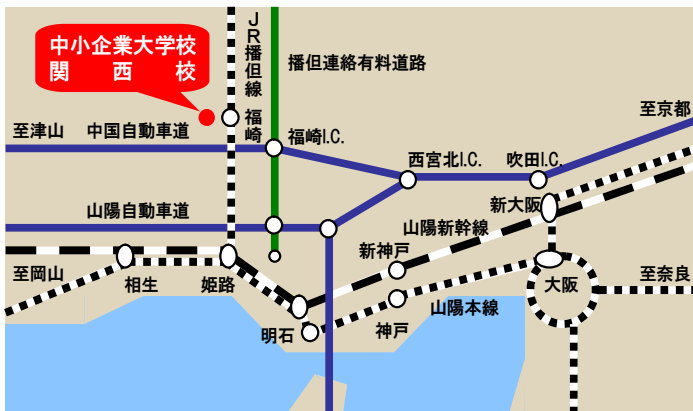 中小企業大学校
関西校
JR播但線
福崎
播但連絡有料道路
至京都
至津山
中国自動車道
福崎I.C.
西宮北I.C.
吹田I.C.
山陽自動車道
新大阪
山陽新幹線
新神戸
至岡山
相生
姫路
大阪
至奈良
明石
神戸
山陽本線